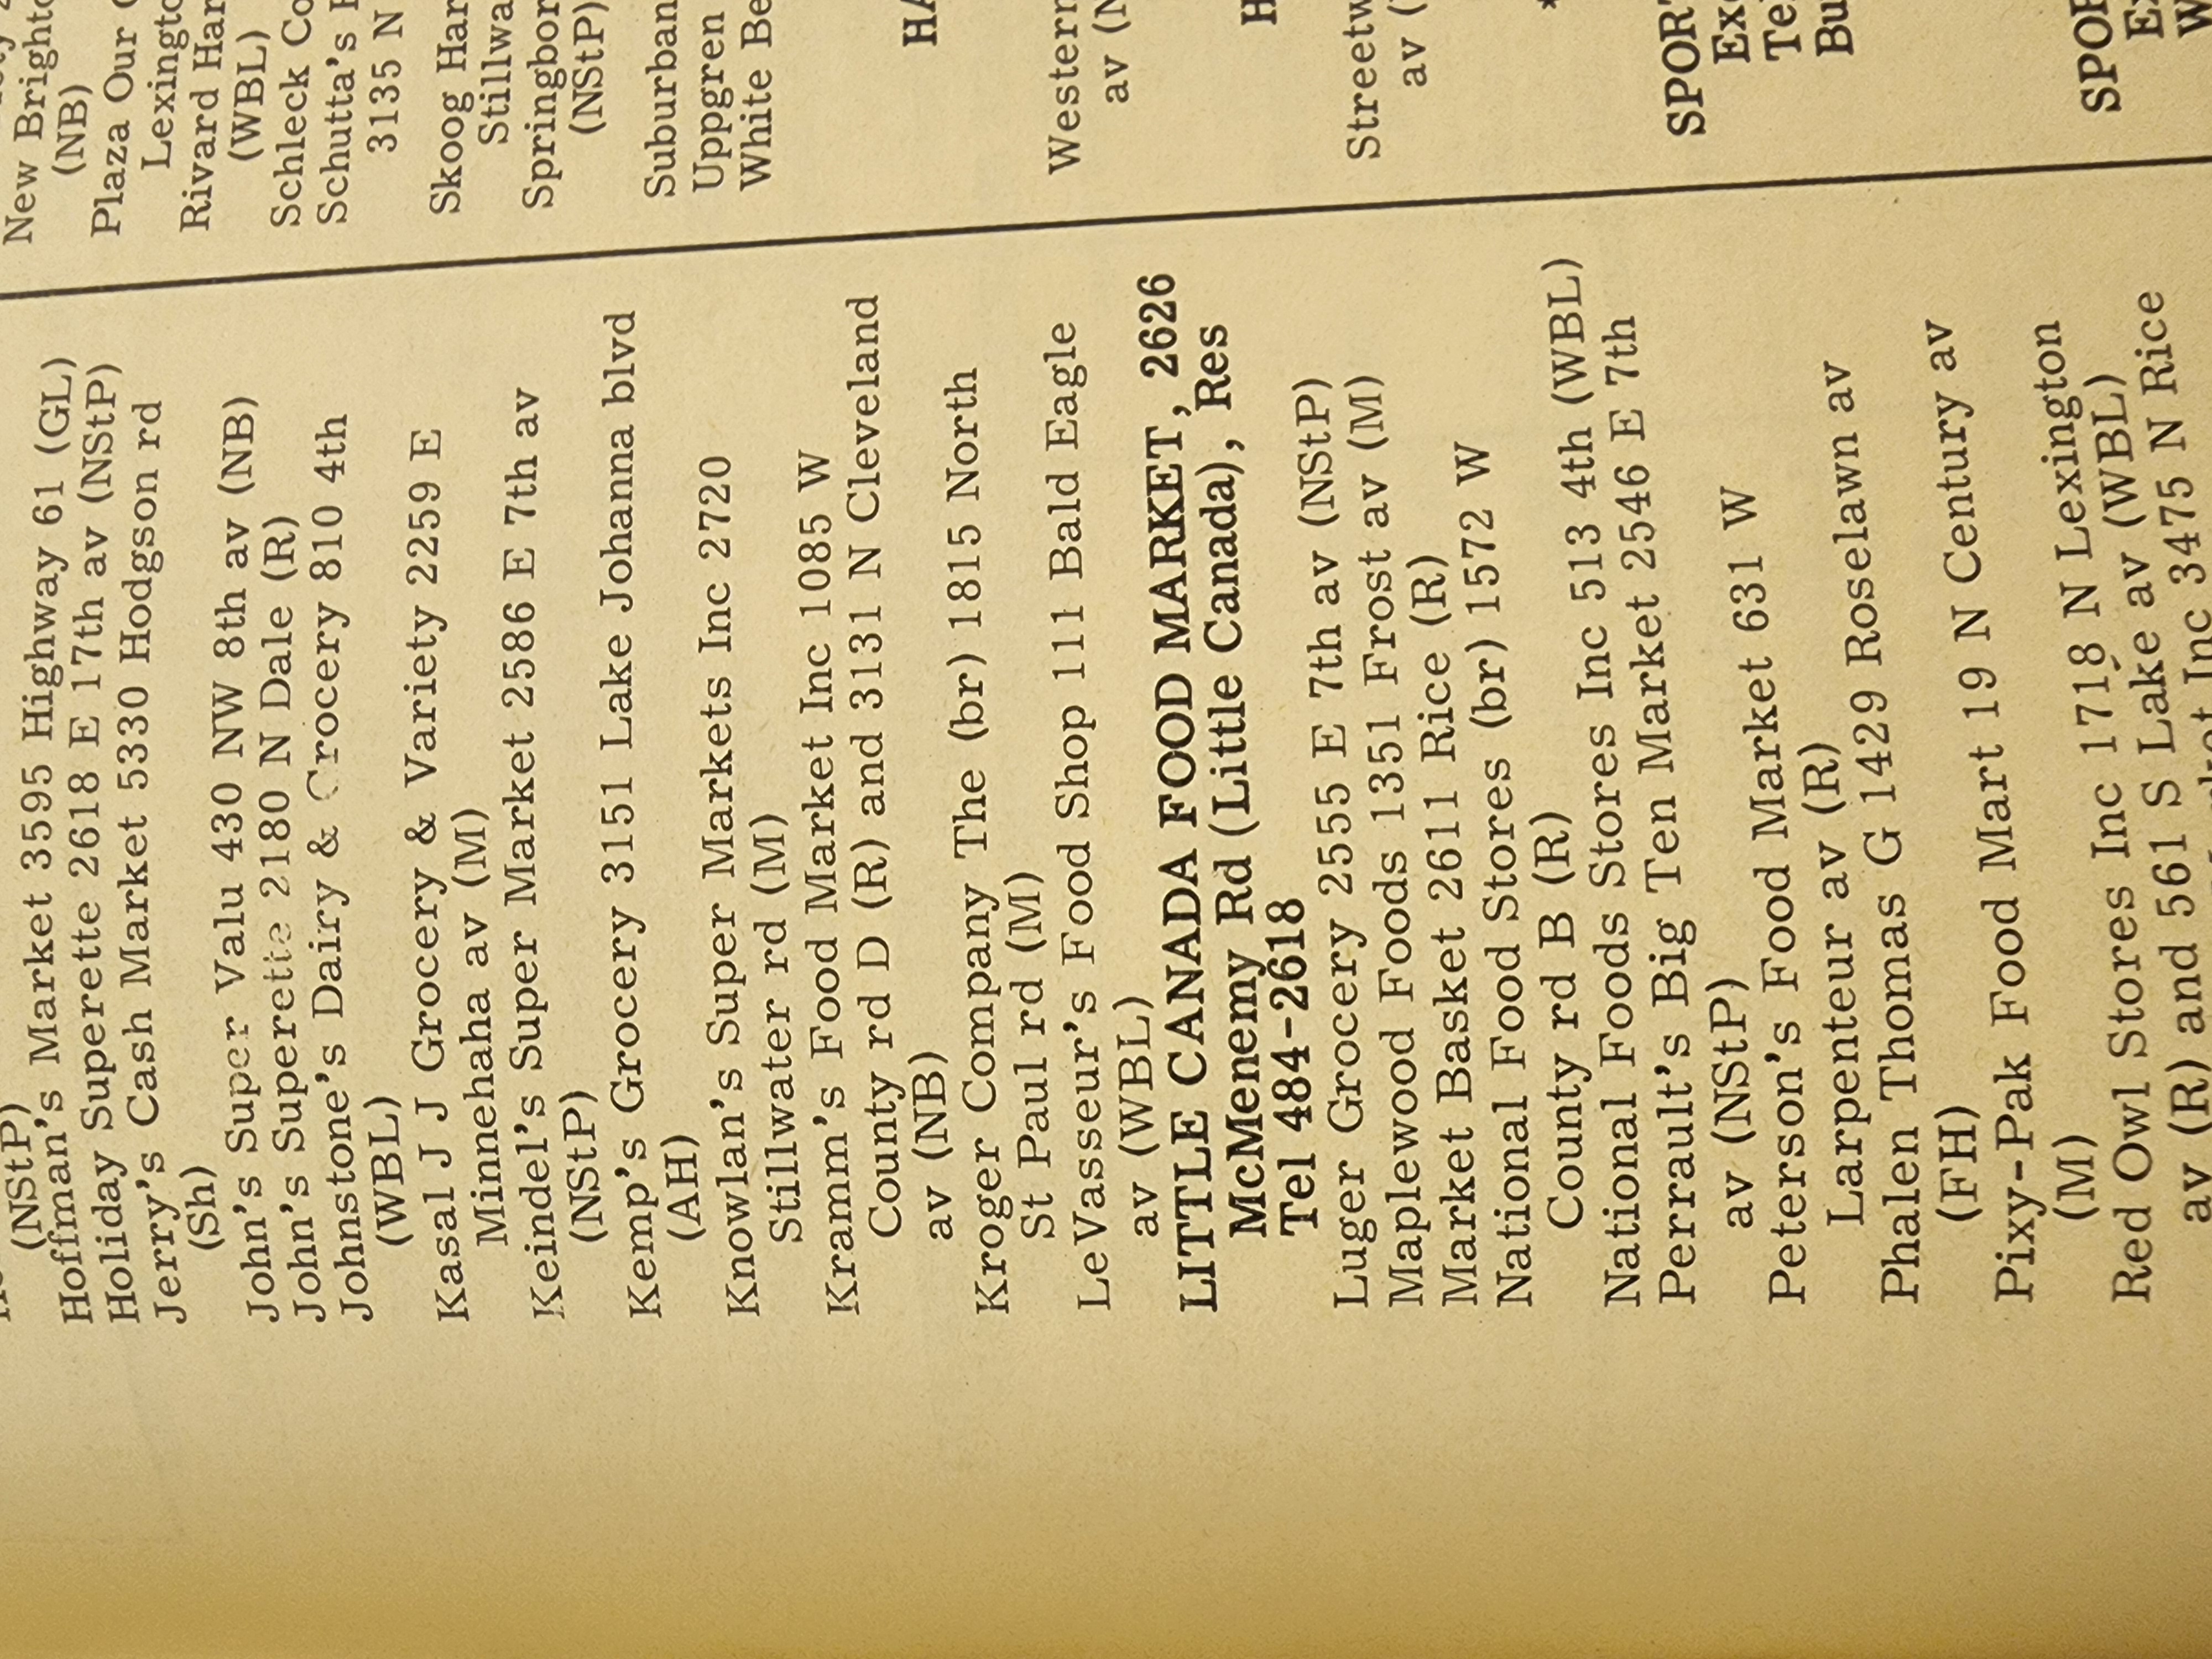 (NStP)
Hoffman's Market 3595 Highway 61 (GL)
Holiday Superette 2618 E 17th av (NStP)
Jerry's Cash Market 5330 Hodgson rd
(Sh)
John's Super Valu 430 NW 8th av (NB)
John's Superette 2180 N Dale (R)
Johnstone's Dairy & Grocery 810 4th
(WBL)
Kasal J J Grocery & Variety 2259 E
Minnehaha av (M)
Keindel's Super Market 2586 E 7th av
(NStP)
Kemp's Grocery 3151 Lake Johanna blvd
(AH)
Knowlan's Super Markets Inc 2720
Stillwater rd (M)
Kramm's Food Market Inc 1085 W
County rd D (R) and 3131 N Cleveland
av (NB)
Kroger Company The (br) 1815 North
St Paul rd (M)
LeVasseur's Food Shop 111 Bald Eagle
av (WBL)
LITTLE CANADA FOOD MARKET, 2626
McMenemy Rd (Little Canada), Res
Tel 484-2618
Luger Grocery 2555 E 7th av (NStP)
Maplewood Foods 1351 Frost av (M)
Market Basket 2611 Rice (R)
National Food Stores (br) 1572 W
County rd B (R)
National Foods Stores Inc 513 4th (WBL)
Perrault's Big Ten Market 2546 E 7th
av (NStP)
Peterson's Food Market 631 W
Larpenteur av (R)
Phalen Thomas G 1429 Roselawn av
(FH)
Pixy-Pak Food Mart 19 N Century av
(M)
Red Owl Stores Inc 1718 N Lexington
av (R) and 561 S Lake av (WBL)
Inc 3475 N Rice
New Brighto
(NB)
Plaza Our
Lexingto
Rivard Har
(WBL)
Schleck Co
Schutta's
3135 N
Skoog Har
Stillwa
Springbor
(NStP)
Suburban
Uppgren
White Be
HA
Western
av (N
H
Streetw
av (
*
SPORT
Exc
Te
Bu
SPOR
Ex
W